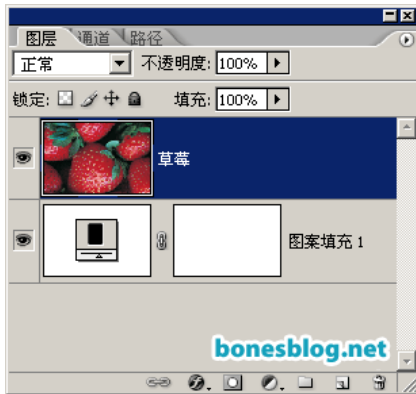 图层 通道 路径
正常 不透明度: 100%
锁定: 填充: 100%
草莓
图案填充 1
bonesblog.net